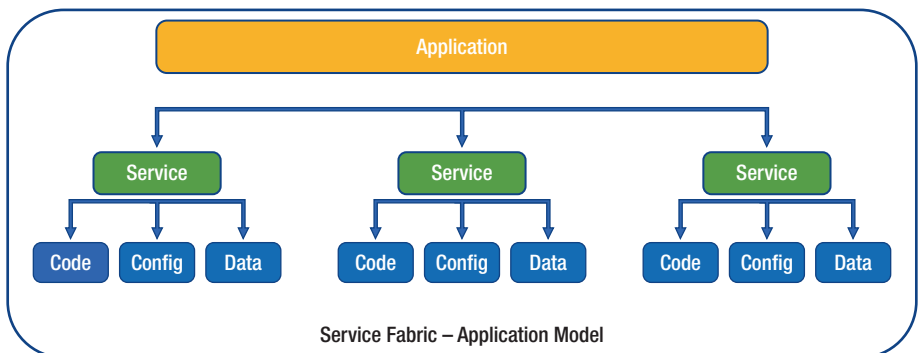 Application
Service Service Service
Code Config Data Code Config Data Code Config Data
Service Fabric – Application Model